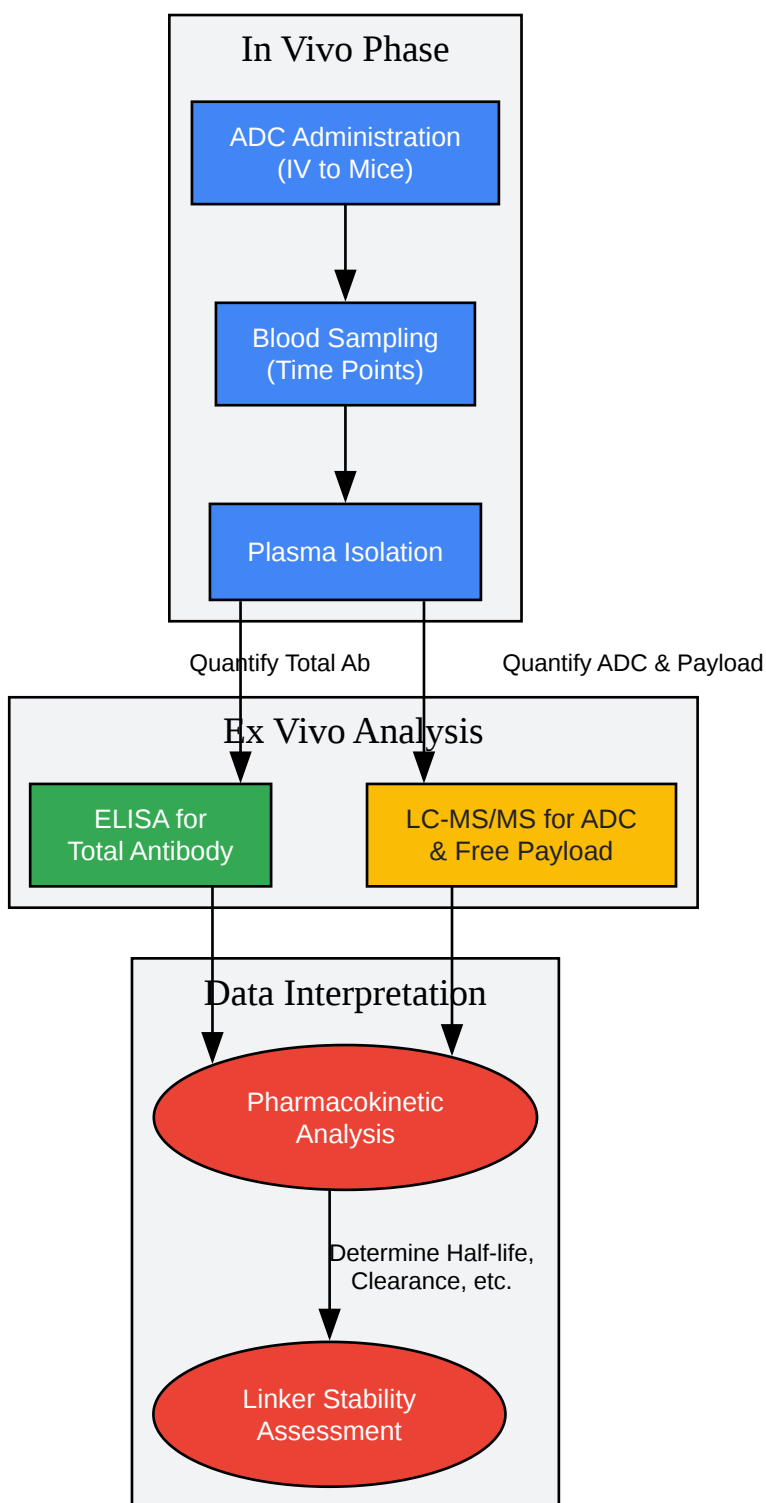 In Vivo Phase
ADC Administration
(IV to Mice)
Blood Sampling
(Time Points)
Plasma Isolation
Quantify Total Ab
Quantify ADC & Payload
Ex Vivo Analysis
ELISA for
Total Antibody
LC-MS/MS for ADC
& Free Payload
Data Interpretation
Pharmacokinetic
Analysis
Determine Half-life,
Clearance, etc.
Linker Stability
Assessment